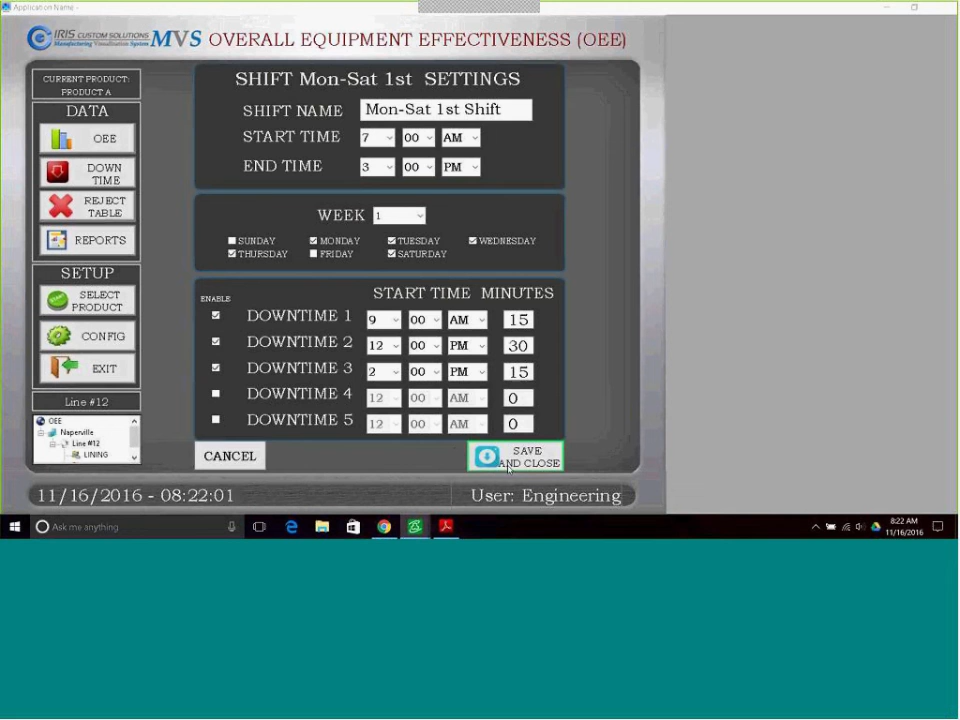 Application Name -
IRIS CUSTOM SOLUTIONS
Manufacturing Visualization System
MVS OVERALL EQUIPMENT EFFECTIVENESS (OEE)
CURRENT PRODUCT:
PRODUCT A
DATA
OEE
DOWN
TIME
REJECT
TABLE
REPORTS
SETUP
SELECT
PRODUCT
CONFIG
EXIT
Line #12
OEE
Naperville
Line #12
LINING
SHIFT Mon-Sat 1st SETTINGS
SHIFT NAME Mon-Sat 1st Shift
START TIME 7 00 AM
END TIME 3 00 PM
WEEK 1
SUNDAY MONDAY TUESDAY WEDNESDAY
THURSDAY FRIDAY SATURDAY
ENABLE START TIME MINUTES
DOWNTIME 1 9 00 AM 15
DOWNTIME 2 12 00 PM 30
DOWNTIME 3 2 00 PM 15
DOWNTIME 4 12 00 AM 0
DOWNTIME 5 12 00 AM 0
CANCEL
SAVE
AND CLOSE
11/16/2016 - 08:22:01 User: Engineering
Ask me anything
8:22 AM
11/16/2016